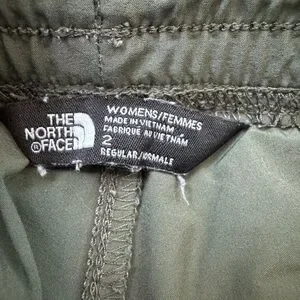 THE
NORTH
FACE
WOMENS/FEMMES
MADE IN VIETNAM
FABRIQUÉ AU VIETNAM
2
REGULAR/NORMALE